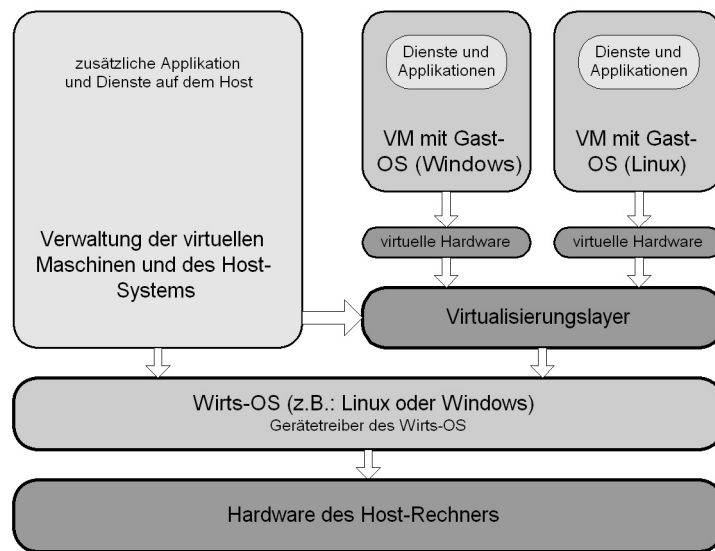 zusätzliche Applikation
und Dienste auf dem Host
Verwaltung der virtuellen
Maschinen und des Host-
Systems
Dienste und
Applikationen
VM mit Gast-
OS (Windows)
virtuelle Hardware
Dienste und
Applikationen
VM mit Gast-
OS (Linux)
virtuelle Hardware
Virtualisierungslayer
Wirts-OS (z.B.: Linux oder Windows)
Gerätetreiber des Wirts-OS
Hardware des Host-Rechners